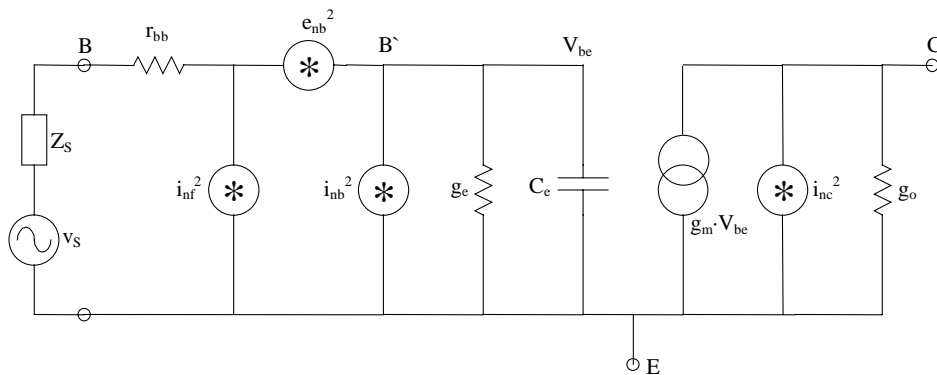 e_nb^2
B
r_bb
B`
V_be
C
Z_S
i_nf^2
i_nb^2
g_e
C_e
i_nc^2
g_o
g_m·V_be
v_S
E